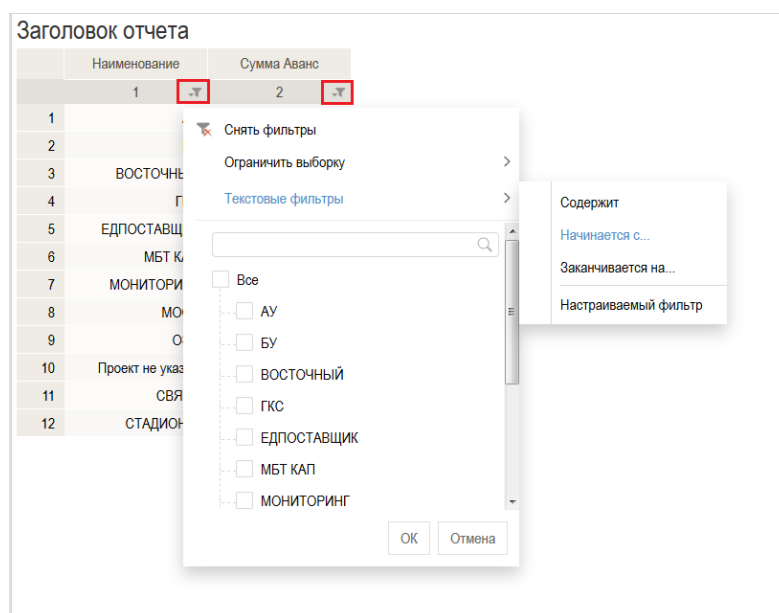 Заголовок отчета
Наименование Сумма Аванс
1 2
1
2
3 ВОСТОЧНЫ
4
5 ЕДПОСТАВЩ
6 МБТ К
7 МОНИТОРИ
8 МО
9 О
10 Проект не указ
11 СВЯ
12 СТАДИОН
Снять фильтры
Ограничить выборку
Текстовые фильтры
Все
АУ
БУ
ВОСТОЧНЫЙ
ГКС
ЕДПОСТАВЩИК
МБТ КАП
МОНИТОРИНГ
ОК Отмена
Содержит
Начинается с...
Заканчивается на...
Настраиваемый фильтр